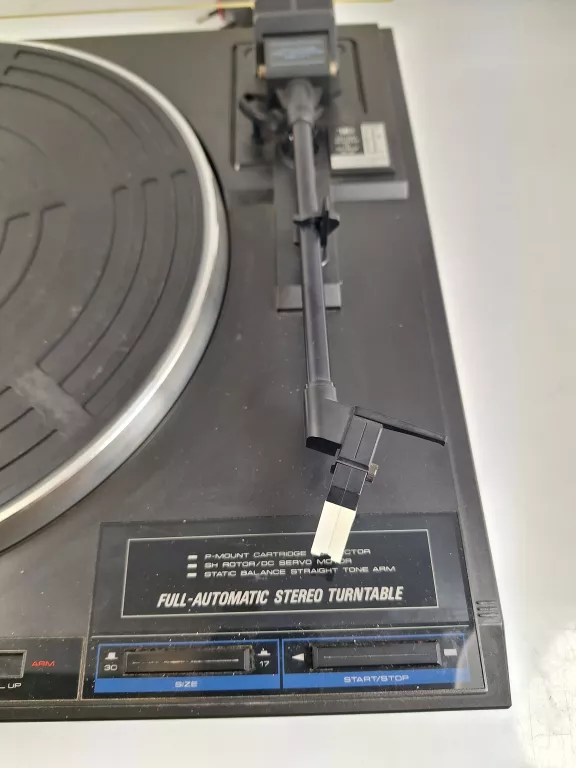 P-MOUNT CARTRIDGE CTOR
SH ROTOR/DC SERVO MOTOR
STATIC BALANCE STRAIGHT TONE ARM
FULL-AUTOMATIC STEREO TURNTABLE
30 17
SIZE START/STOP
ARM
UP